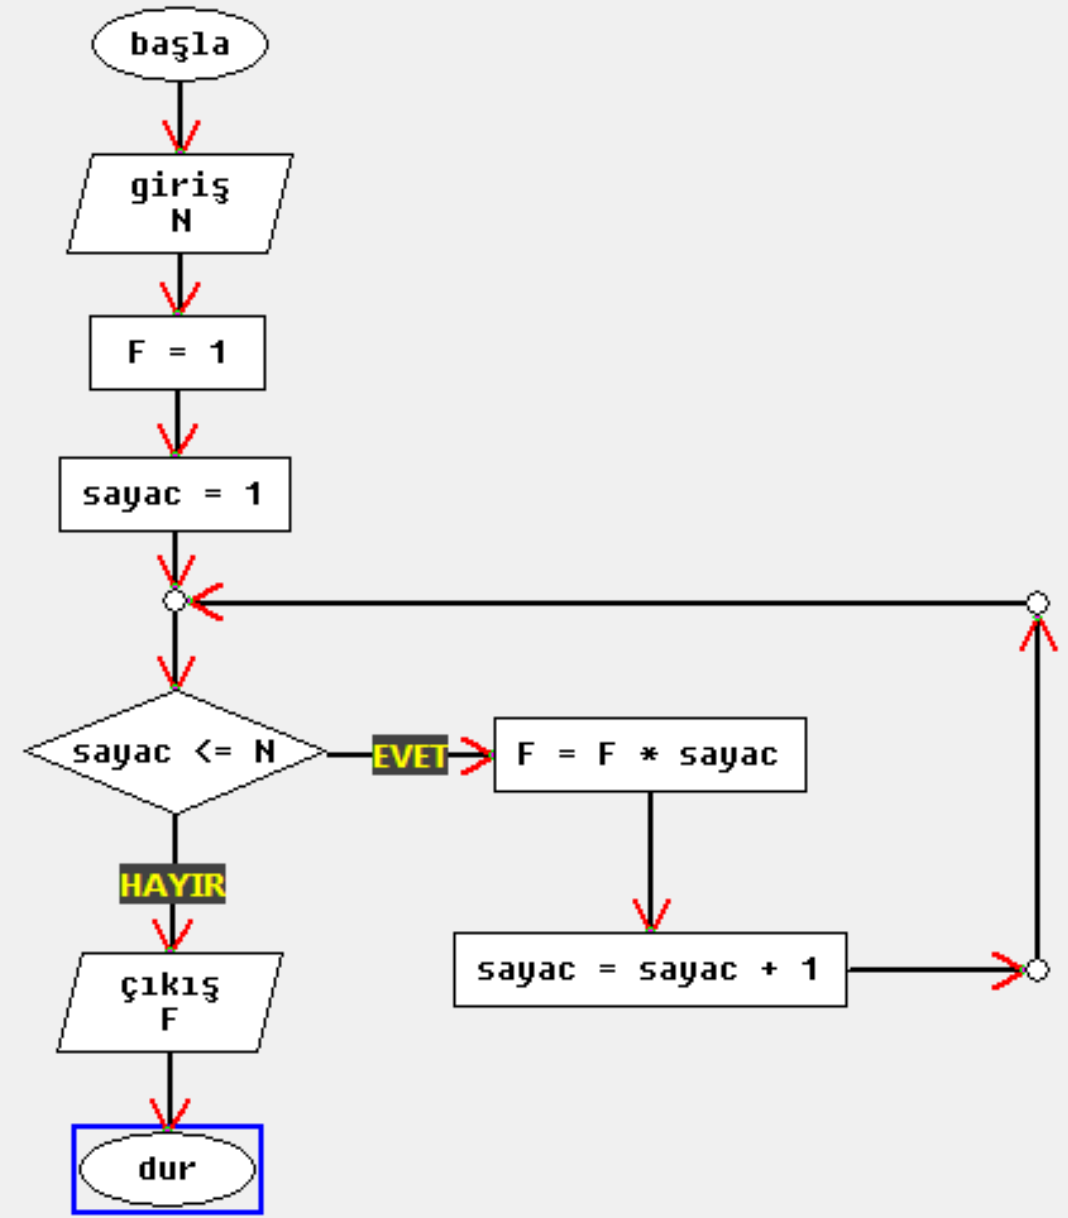 başla
giriş
N
F = 1
sayac = 1
sayac <= N
EVET
F = F * sayac
HAYIR
sayac = sayac + 1
çıkış
F
dur